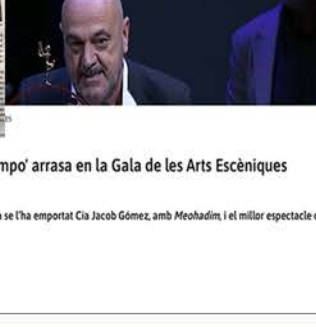 mpo' arrasa en la Gala de les Arts Escèniques
a se l'ha emportat Cia Jacob Gómez, amb Meohadim, i el millor espectacle